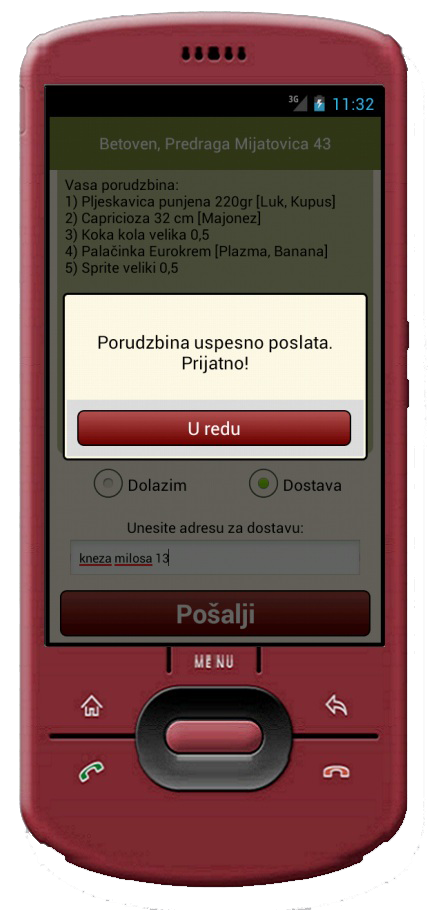 3G 11:32
Betoven, Predraga Mijatovica 43
Vasa porudzbina:
1) Pljeskavica punjena 220gr [Luk, Kupus]
2) Capricioza 32 cm [Majonez]
3) Koka kola velika 0,5
4) Palačinka Eurokrem [Plazma, Banana]
5) Sprite veliki 0,5
Porudzbina uspesno poslata.
Prijatno!
U redu
Dolazim Dostava
Unesite adresu za dostavu:
kneza milosa 13
Pošalji
MENU